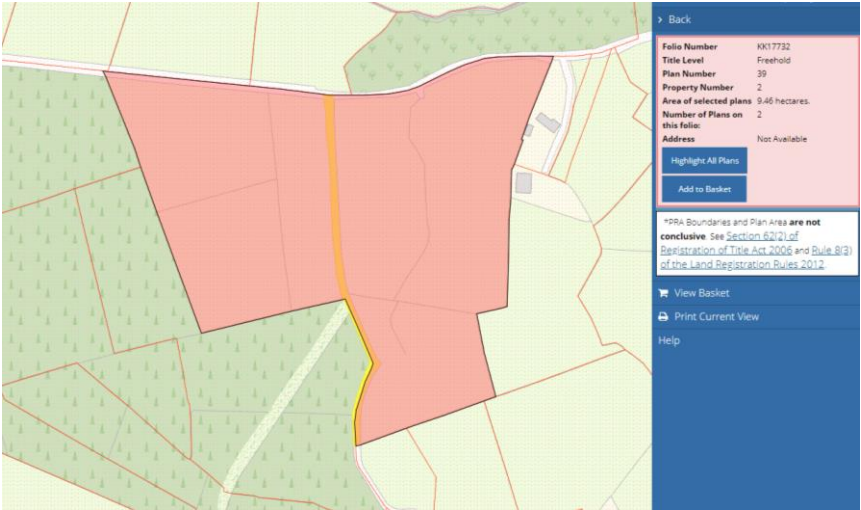 > Back
Folio Number KK17732
Title Level Freehold
Plan Number 39
Property Number 2
Area of selected plans 9.46 hectares.
Number of Plans on 2
this folio:
Address Not Available
Highlight All Plans
Add to Basket
*PRA Boundaries and Plan Area are not
conclusive. See Section 62(2) of
Registration of Title Act 2006 and Rule 8(3)
of the Land Registration Rules 2012.
View Basket
Print Current View
Help